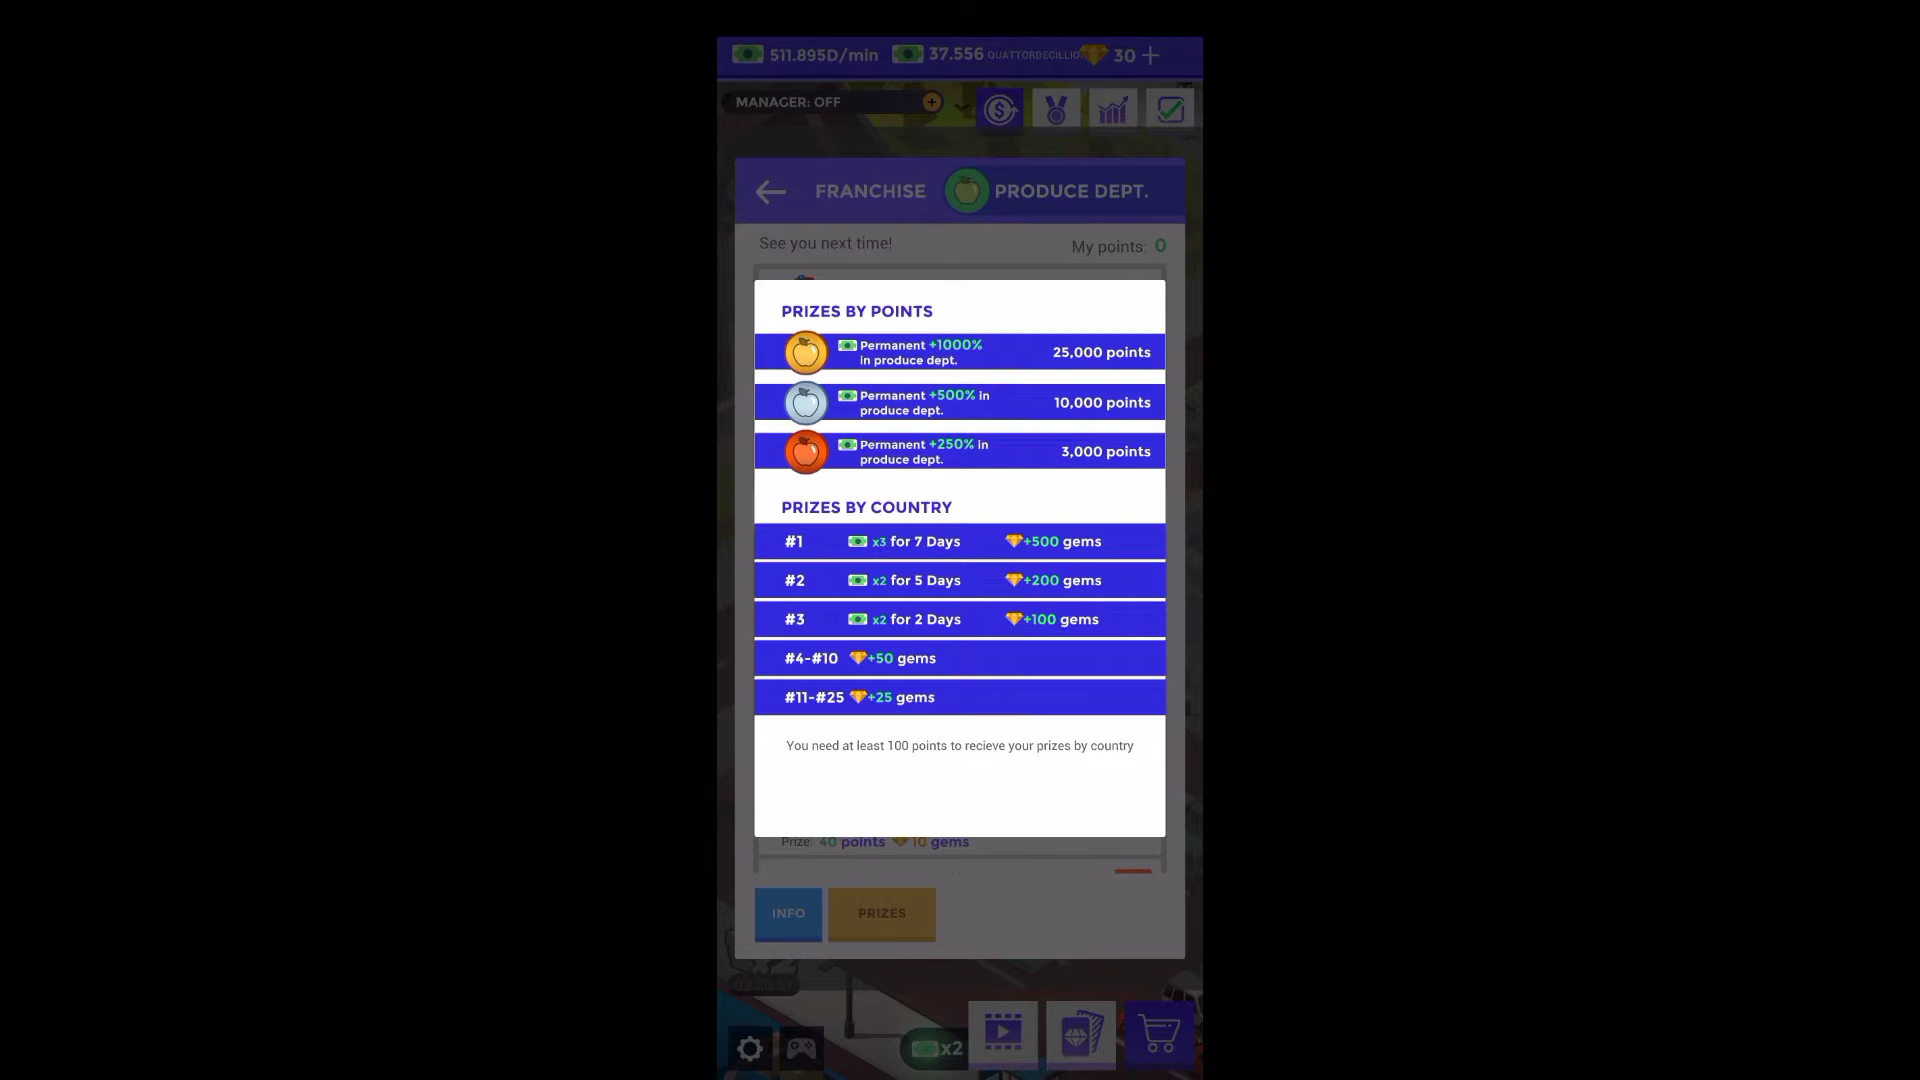 511.895D/min 37.556 QUATTORDECILLIO 30
MANAGER: OFF
FRANCHISE PRODUCE DEPT.
See you next time! My points: 0
PRIZES BY POINTS
Permanent +1000%
in produce dept.
25,000 points
Permanent +500% in
produce dept.
10,000 points
Permanent +250% in
produce dept.
3,000 points
PRIZES BY COUNTRY
#1 x3 for 7 Days +500 gems
#2 x2 for 5 Days +200 gems
#3 x2 for 2 Days +100 gems
#4-#10 +50 gems
#11-#25 +25 gems
You need at least 100 points to recieve your prizes by country
Prize: 40 points 10 gems
INFO PRIZES
x2